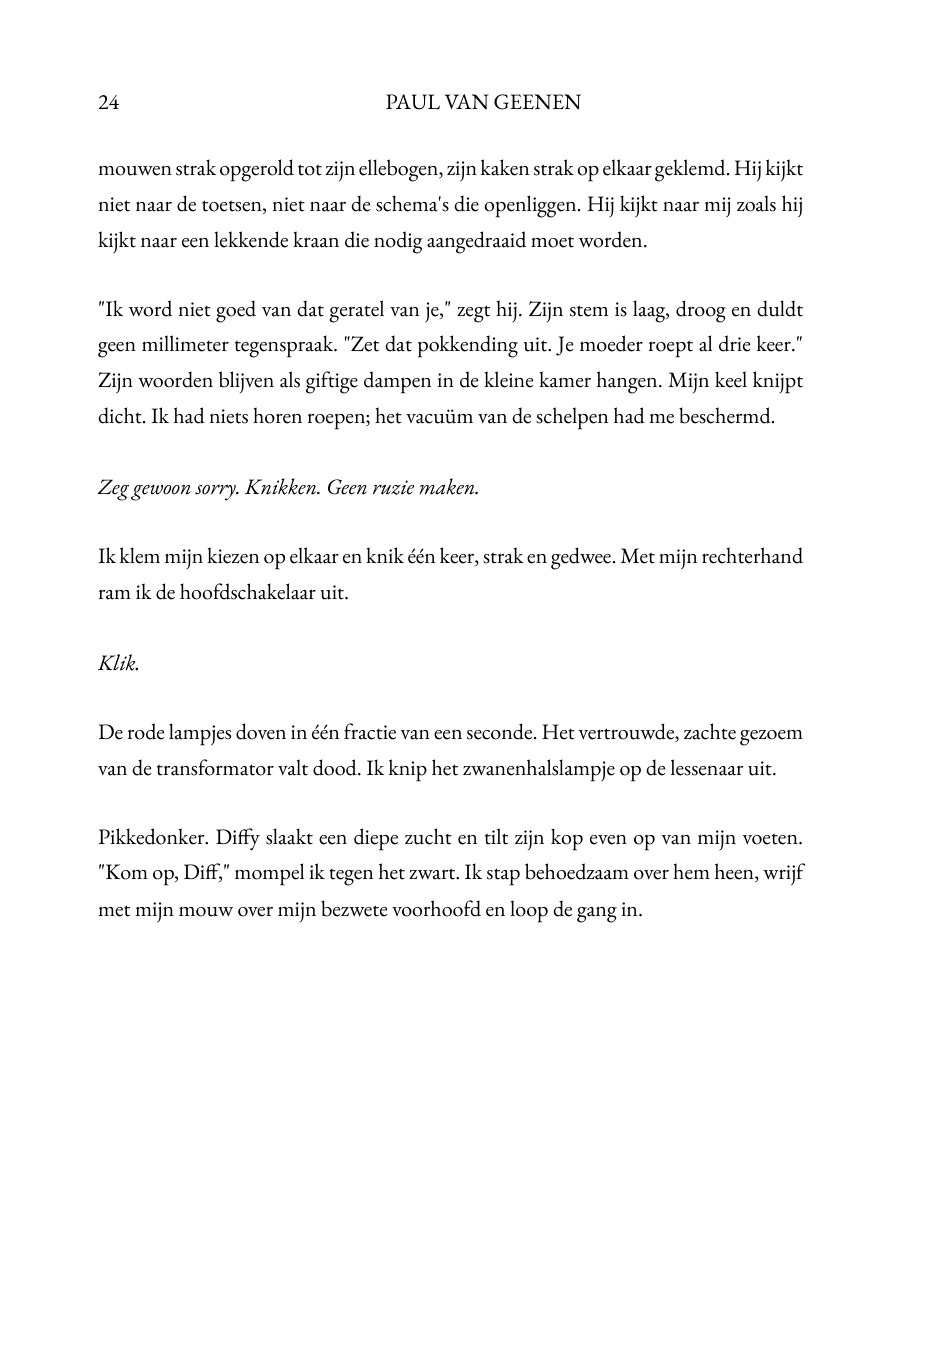 24
PAUL VAN GEENEN
mouwen strak opgerold tot zijn ellebogen, zijn kaken strak op elkaar geklemd. Hij kijkt
niet naar de toetsen, niet naar de schema's die openliggen. Hij kijkt naar mij zoals hij
kijkt naar een lekkende kraan die nodig aangedraaid moet worden.
"Ik word niet goed van dat geratel van je," zegt hij. Zijn stem is laag, droog en duldt
geen millimeter tegenspraak. "Zet dat pokkending uit. Je moeder roept al drie keer."
Zijn woorden blijven als giftige dampen in de kleine kamer hangen. Mijn keel knijpt
dicht. Ik had niets horen roepen; het vacuüm van de schelpen had me beschermd.
Zeg gewoon sorry. Knikken. Geen ruzie maken.
Ik klem mijn kiezen op elkaar en knik één keer, strak en gedwee. Met mijn rechterhand
ram ik de hoofdschakelaar uit.
Klik.
De rode lampjes doven in één fractie van een seconde. Het vertrouwde, zachte gezoem
van de transformator valt dood. Ik knip het zwanenhalslampje op de lessenaar uit.
Pikkedonker. Diffy slaakt een diepe zucht en tilt zijn kop even op van mijn voeten.
"Kom op, Diff," mompel ik tegen het zwart. Ik stap behoedzaam over hem heen, wrijf
met mijn mouw over mijn bezwete voorhoofd en loop de gang in.